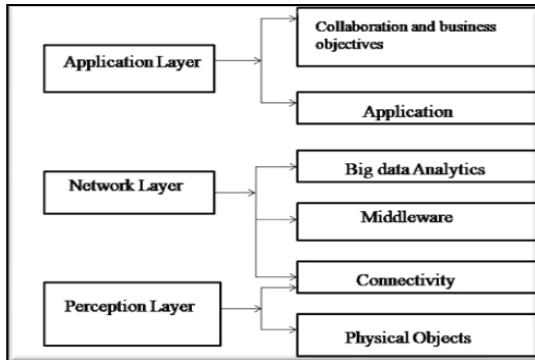 Collaboration and business
objectives
Application Layer
Application
Big data Analytics
Network Layer
Middleware
Connectivity
Perception Layer
Physical Objects